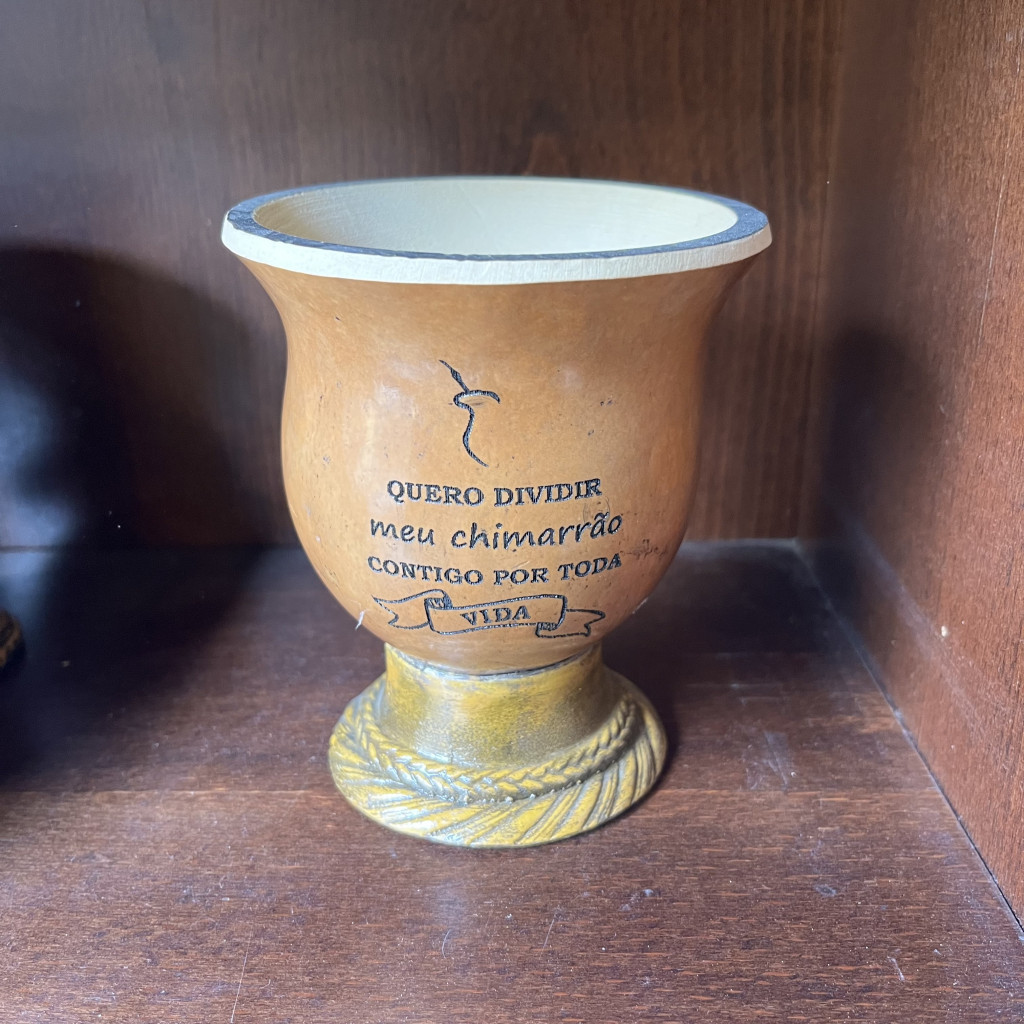 QUERO DIVIDIR
meu chimarrão
CONTIGO POR TODA
VIDA